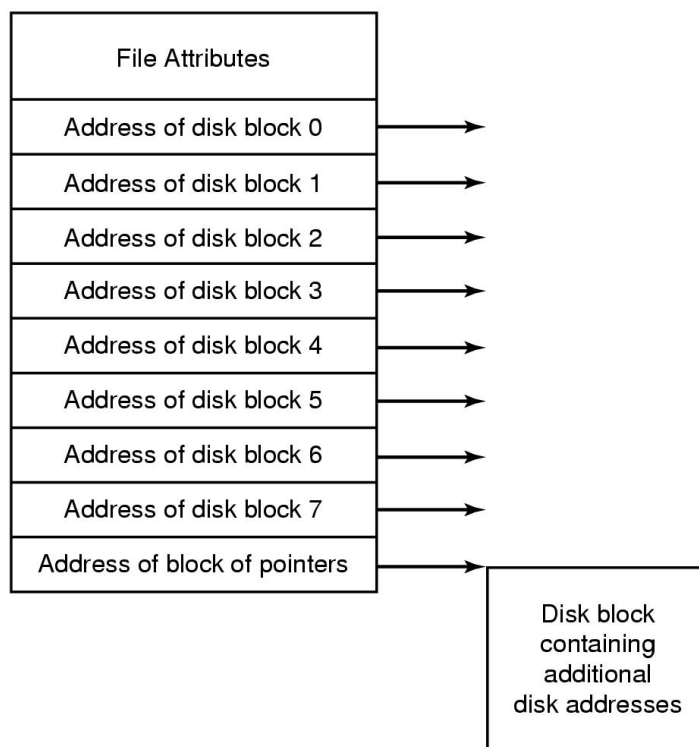 File Attributes
Address of disk block 0
Address of disk block 1
Address of disk block 2
Address of disk block 3
Address of disk block 4
Address of disk block 5
Address of disk block 6
Address of disk block 7
Address of block of pointers
Disk block
containing
additional
disk addresses